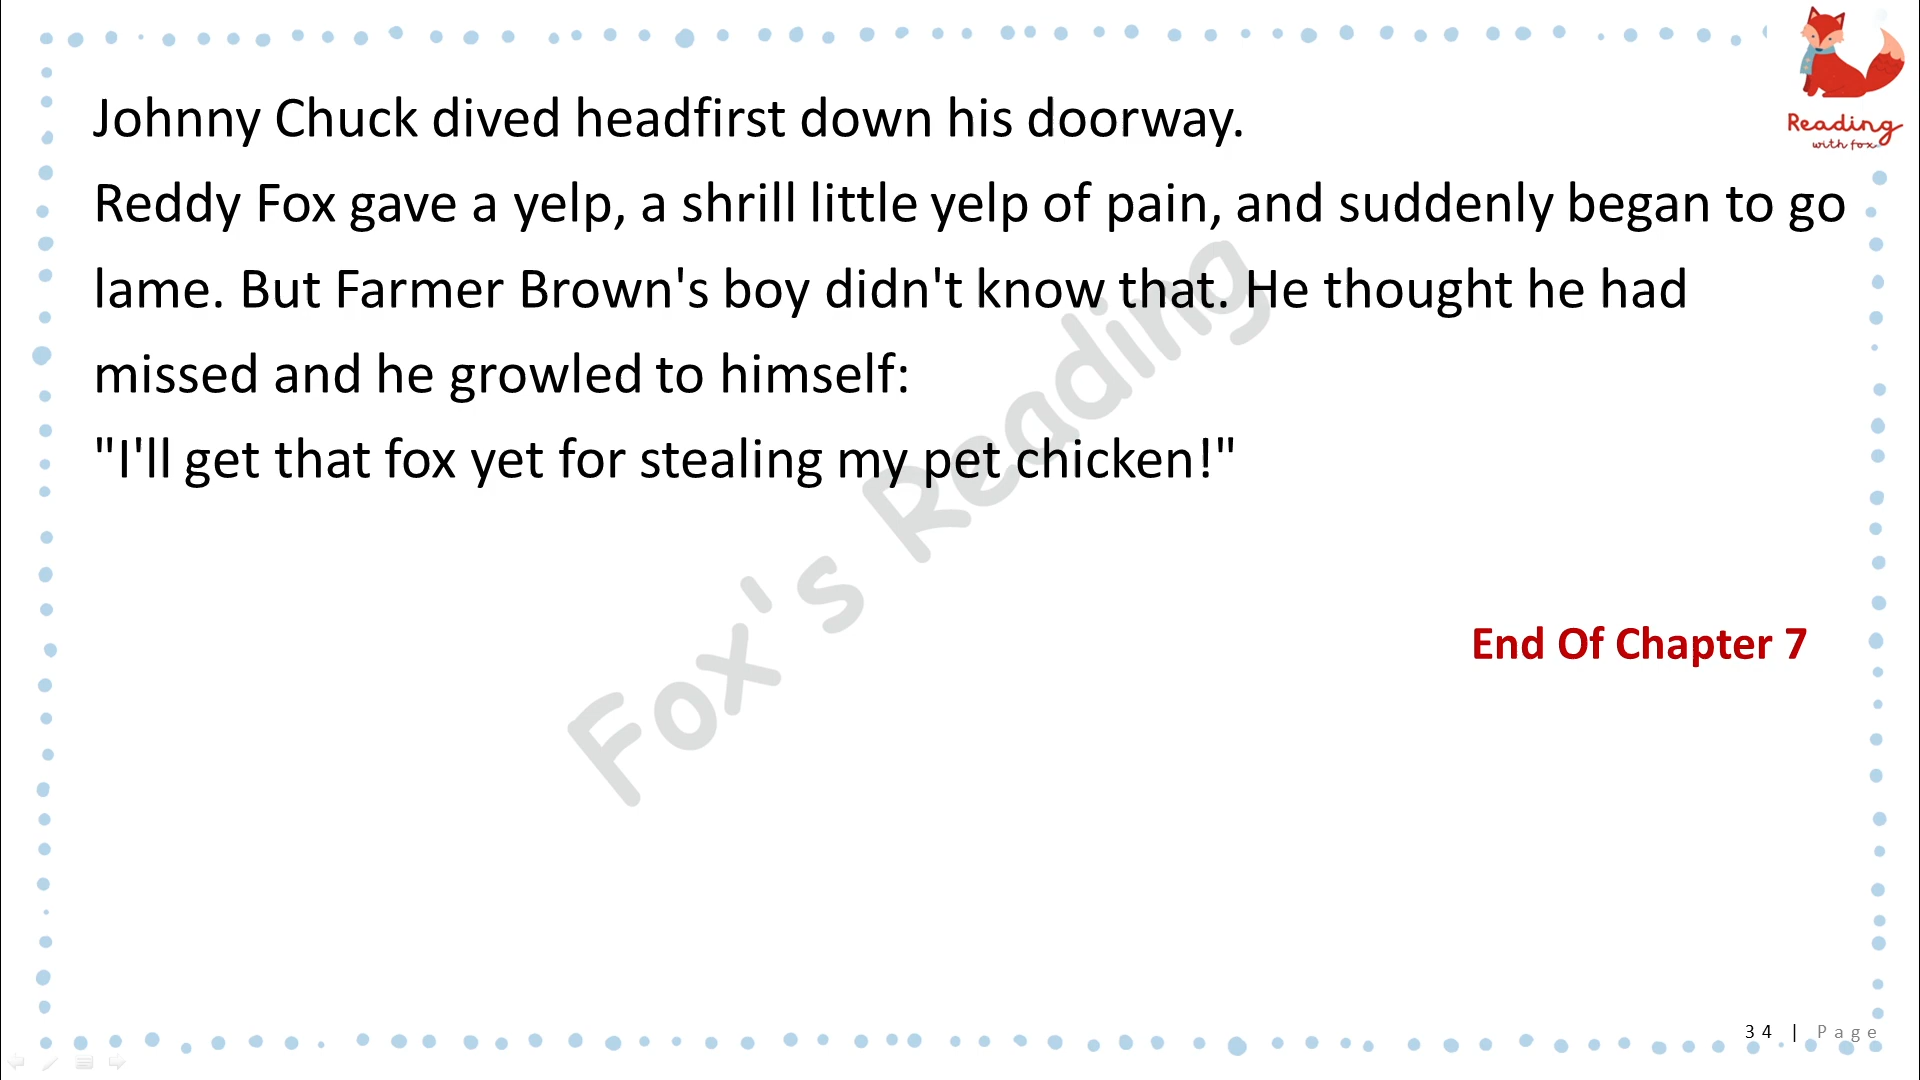 Reading
with fox
Johnny Chuck dived headfirst down his doorway.
Reddy Fox gave a yelp, a shrill little yelp of pain, and suddenly began to go
lame. But Farmer Brown's boy didn't know that. He thought he had
missed and he growled to himself:
"I'll get that fox yet for stealing my pet chicken!"
Fox's Reading
End Of Chapter 7
34 | Page